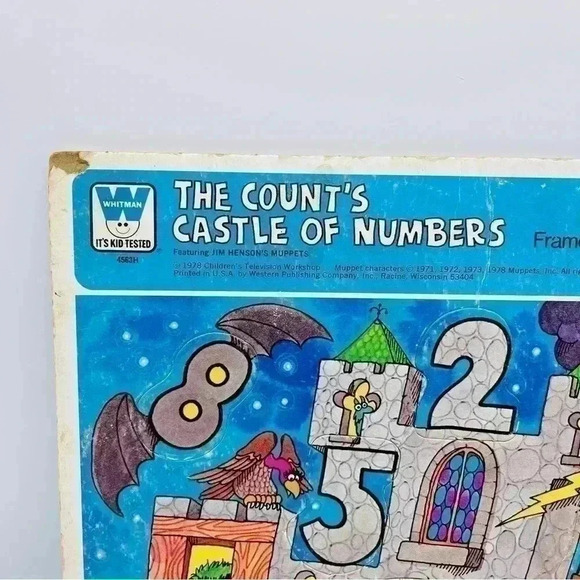 WHITMAN
W
IT'S KID TESTED
4563H
THE COUNT'S
CASTLE OF NUMBERS
Featuring JIM HENSON'S MUPPETS
© 1978 Children's Television Workshop Muppet characters © 1971, 1972, 1973, 1978 Muppets, Inc. All
Printed in U.S.A. by Western Publishing Company, Inc., Racine, Wisconsin 53404
Frame
8
2
5
0